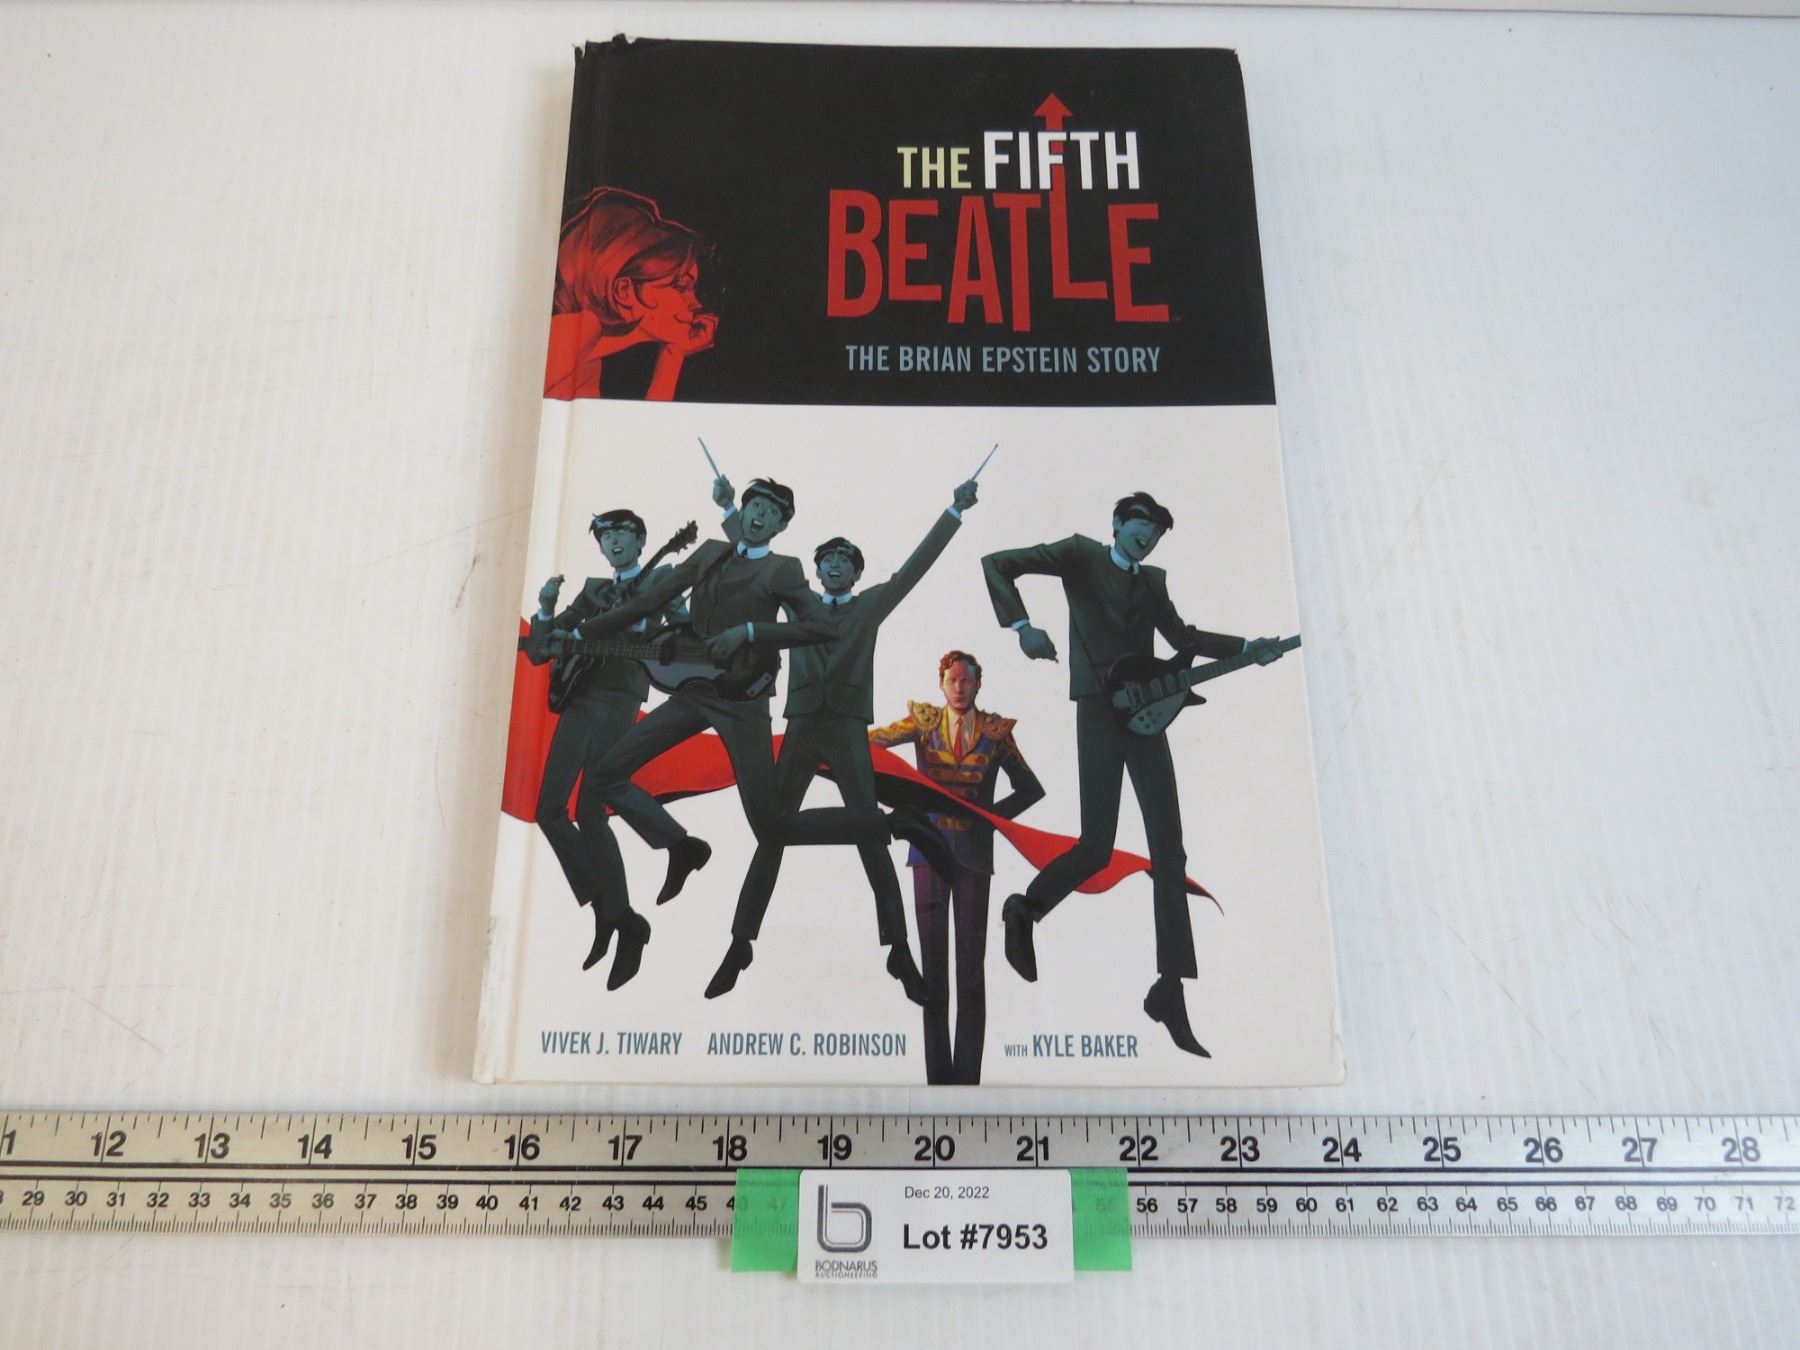 THE FIFTH
BEATLE™
THE BRIAN EPSTEIN STORY
VIVEK J. TIWARY ANDREW C. ROBINSON WITH KYLE BAKER
12 13 14 15 16 17 18 19 20 21 22 23 24 25 26 27 28
29 30 31 32 33 34 35 36 37 38 39 40 41 42 43 44 45 56 57 58 59 60 61 62 63 64 65 66 67 68 69 70 71 72
Dec 20, 2022
Lot #7953
BODNARUS
AUCTIONEERING